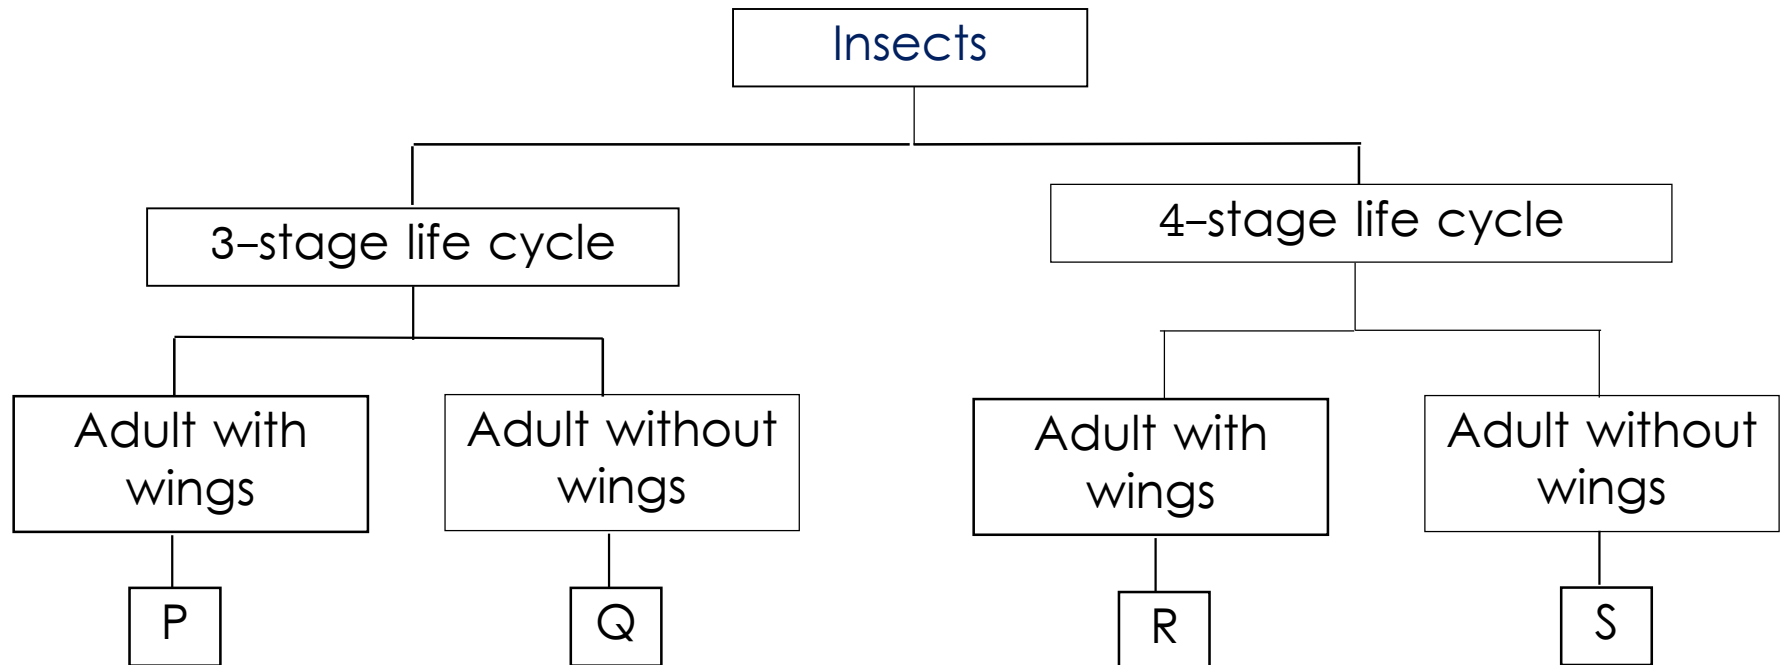 Insects
3-stage life cycle
4-stage life cycle
Adult with
wings
Adult without
wings
Adult with
wings
Adult without
wings
P
Q
R
S